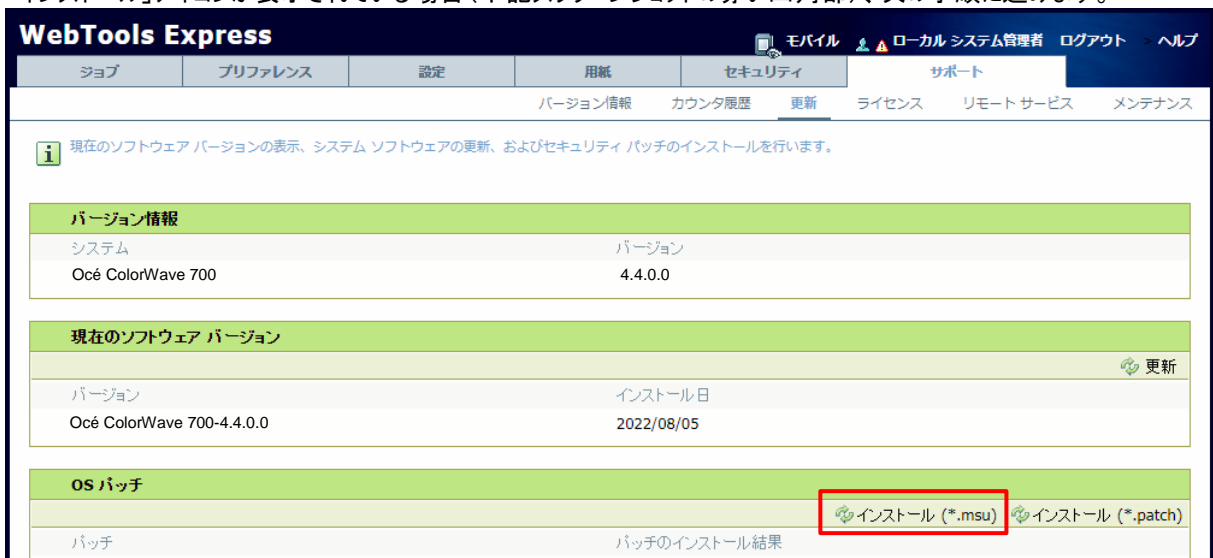 WebTools Express
モバイル ローカル システム管理者 ログアウト ヘルプ
ジョブ プリファレンス 設定 用紙 セキュリティ サポート
バージョン情報 カウンタ履歴 更新 ライセンス リモート サービス メンテナンス
現在のソフトウェア バージョンの表示、システム ソフトウェアの更新、およびセキュリティ パッチのインストールを行います。
バージョン情報
システム バージョン
Océ ColorWave 700 4.4.0.0
現在のソフトウェア バージョン
更新
バージョン インストール日
Océ ColorWave 700-4.4.0.0 2022/08/05
OS パッチ
インストール (*.msu) インストール (*.patch)
パッチ パッチのインストール結果